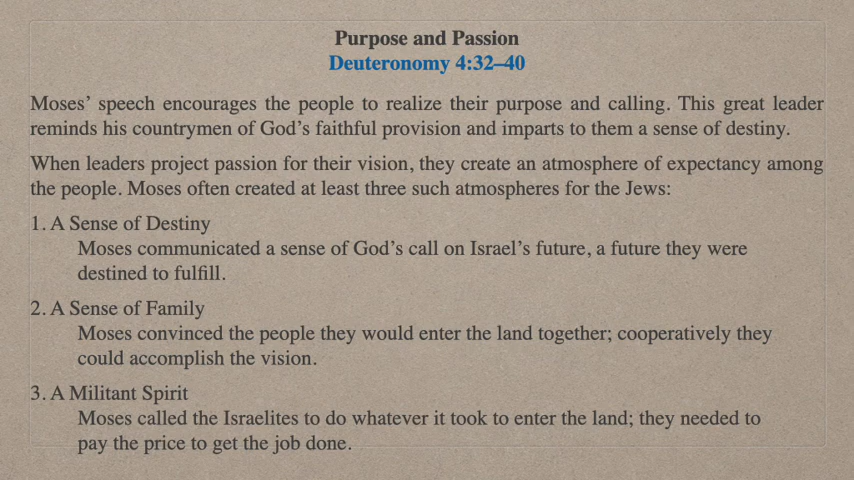 Purpose and Passion
Deuteronomy 4:32–40
Moses’ speech encourages the people to realize their purpose and calling. This great leader
reminds his countrymen of God’s faithful provision and imparts to them a sense of destiny.
When leaders project passion for their vision, they create an atmosphere of expectancy among
the people. Moses often created at least three such atmospheres for the Jews:
1. A Sense of Destiny
Moses communicated a sense of God’s call on Israel’s future, a future they were
destined to fulfill.
2. A Sense of Family
Moses convinced the people they would enter the land together; cooperatively they
could accomplish the vision.
3. A Militant Spirit
Moses called the Israelites to do whatever it took to enter the land; they needed to
pay the price to get the job done.